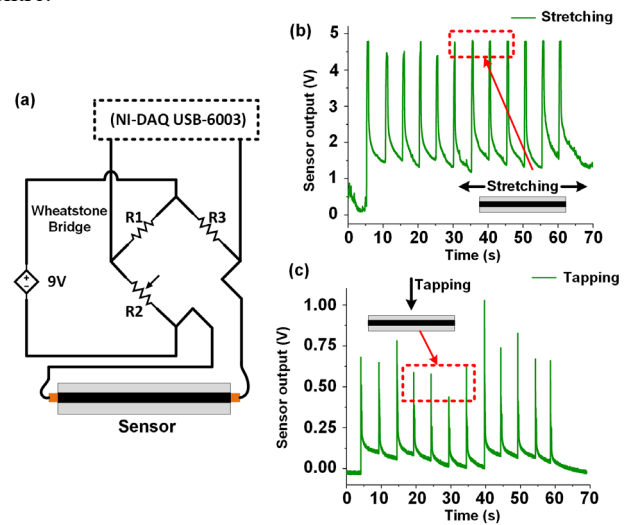 (a)
(NI-DAQ USB-6003)
Wheatstone
Bridge
R1
R3
9V
R2
Sensor
(b)
Stretching
Sensor output (V)
5
4
3
2
1
0
Stretching
0 10 20 30 40 50 60 70
Time (s)
(c)
Tapping
Tapping
Sensor output (V)
1.00
0.75
0.50
0.25
0.00
0 10 20 30 40 50 60 70
Time (s)